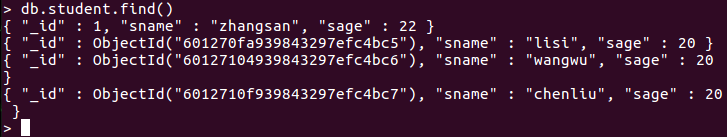 > db.student.find()
{ "_id" : 1, "sname" : "zhangsan", "sage" : 22 }
{ "_id" : ObjectId("601270fa939843297efc4bc5"), "sname" : "lisi", "sage" : 20 }
{ "_id" : ObjectId("60127104939843297efc4bc6"), "sname" : "wangwu", "sage" : 20
}
{ "_id" : ObjectId("6012710f939843297efc4bc7"), "sname" : "chenliu", "sage" : 20
 }
>